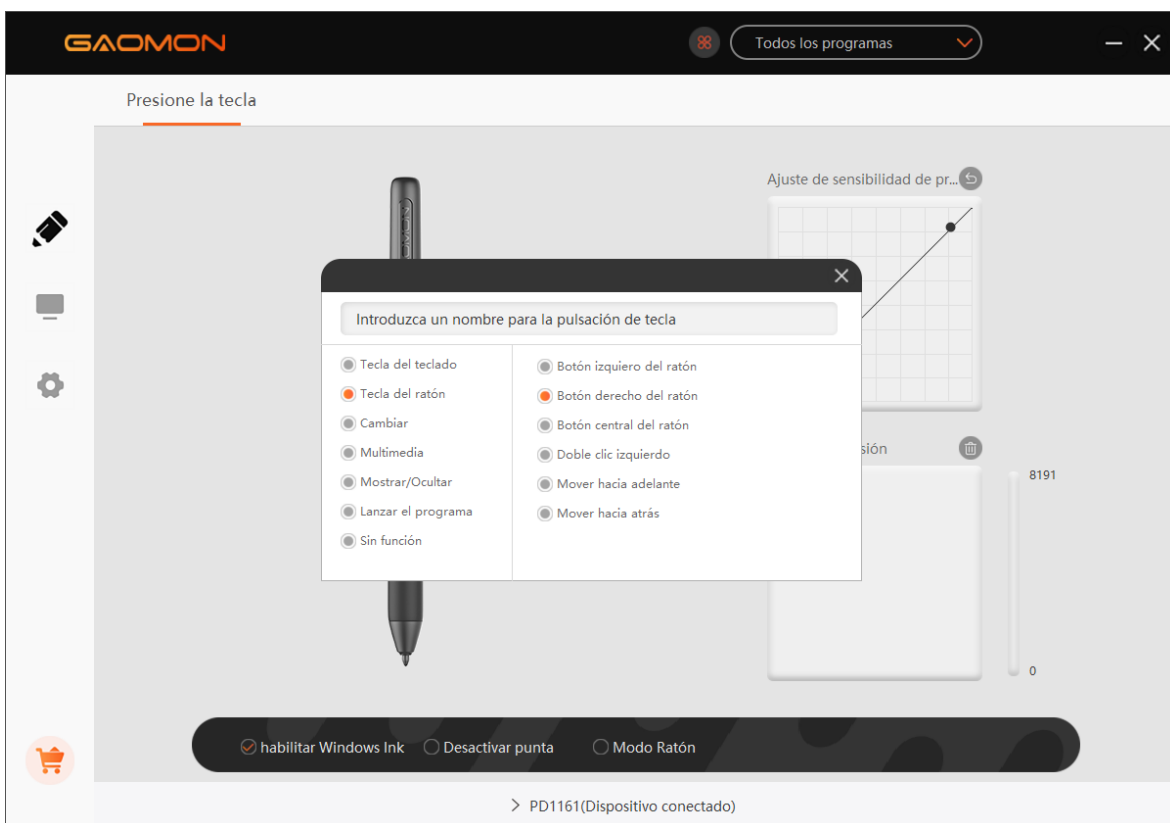 GAOMON
Todos los programas
Presione la tecla
Ajuste de sensibilidad de pr...
Introduzca un nombre para la pulsación de tecla
Tecla del teclado
Tecla del ratón
Cambiar
Multimedia
Mostrar/Ocultar
Lanzar el programa
Sin función
Botón izquiero del ratón
Botón derecho del ratón
Botón central del ratón
Doble clic izquierdo
Mover hacia adelante
Mover hacia atrás
sión
8191
0
habilitar Windows Ink
Desactivar punta
Modo Ratón
PD1161(Dispositivo conectado)